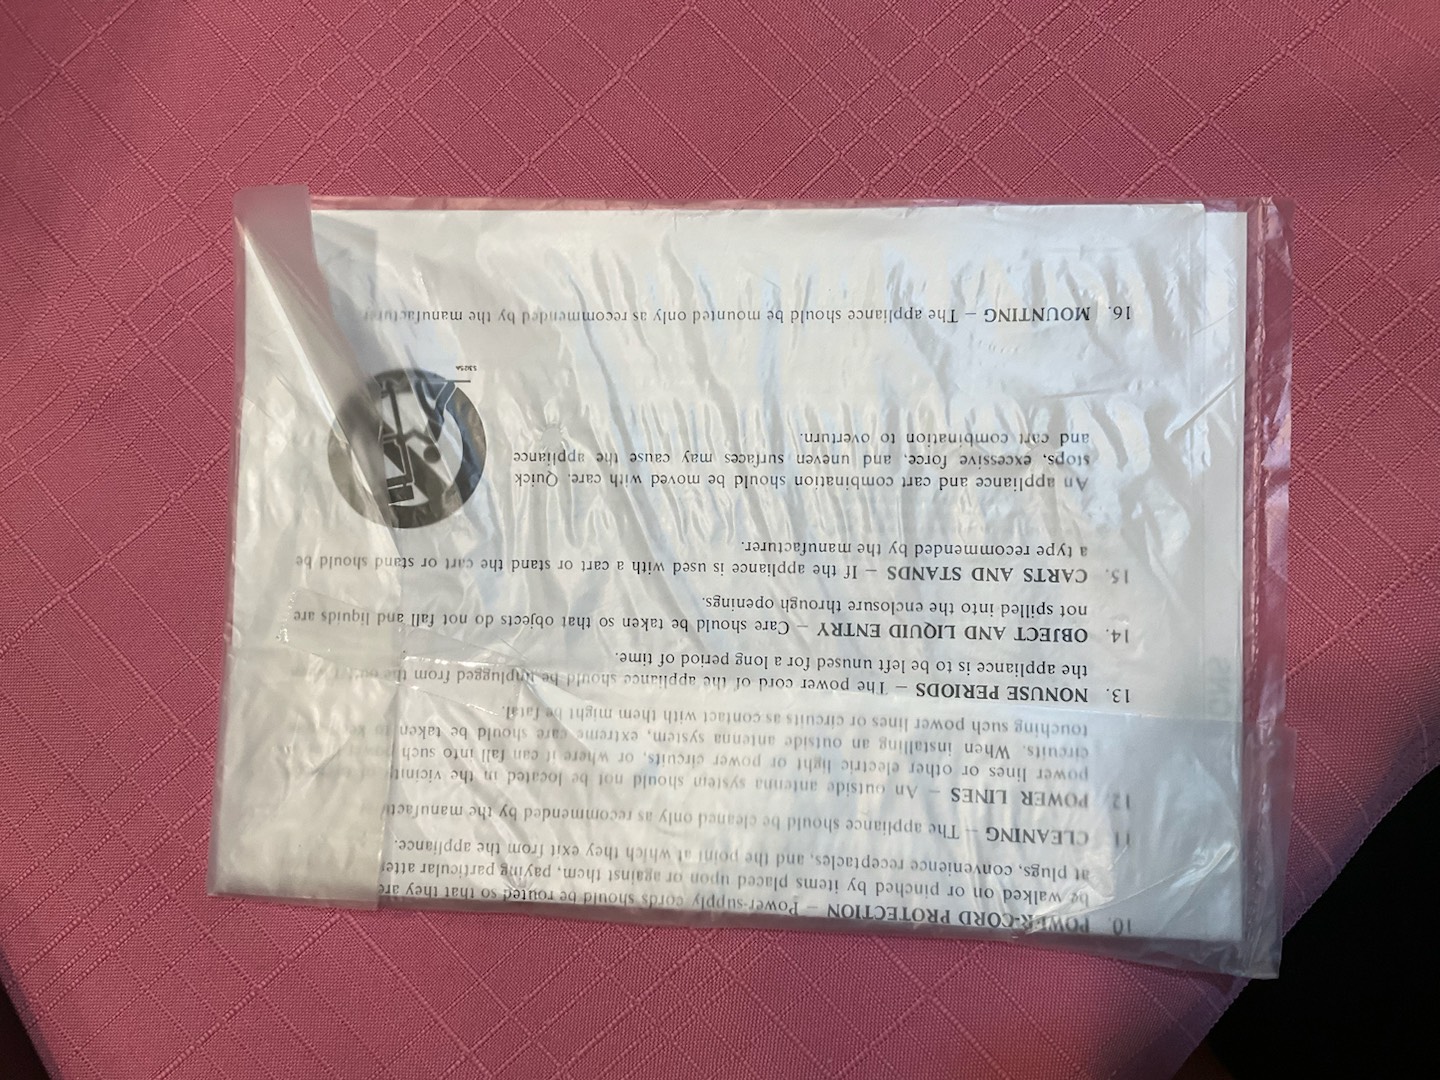 10. POWER-CORD PROTECTION – Power-supply cords should be routed so that they are
walked on or pinched by items placed upon or against them, paying particular
at plugs, convenience receptacles, and the point at which they exit from the appliance.
11. CLEANING – The appliance should be cleaned only as recommended by the
12. POWER LINES – An outside antenna system should not be located in the vicinity of
power lines or other electric light or power circuits, or where it can fall into such
circuits. When installing an outside antenna system, extreme care should be taken to
touching such power lines or circuits as contact with them might be fatal.
13. NONUSE PERIODS – The power cord of the appliance should be unplugged from the
the appliance is to be left unused for a long period of time.
14. OBJECT AND LIQUID ENTRY – Care should be taken so that objects do not fall and liquids are
not spilled into the enclosure through openings.
15. CARTS AND STANDS – If the appliance is used with a cart or stand the cart or stand should be
a type recommended by the manufacturer.
An appliance and cart combination should be moved with care. Quick
stops, excessive force, and uneven surfaces may cause the appliance
and cart combination to overturn.
S3125A
16. MOUNTING – The appliance should be mounted only as recommended by the manufacturer